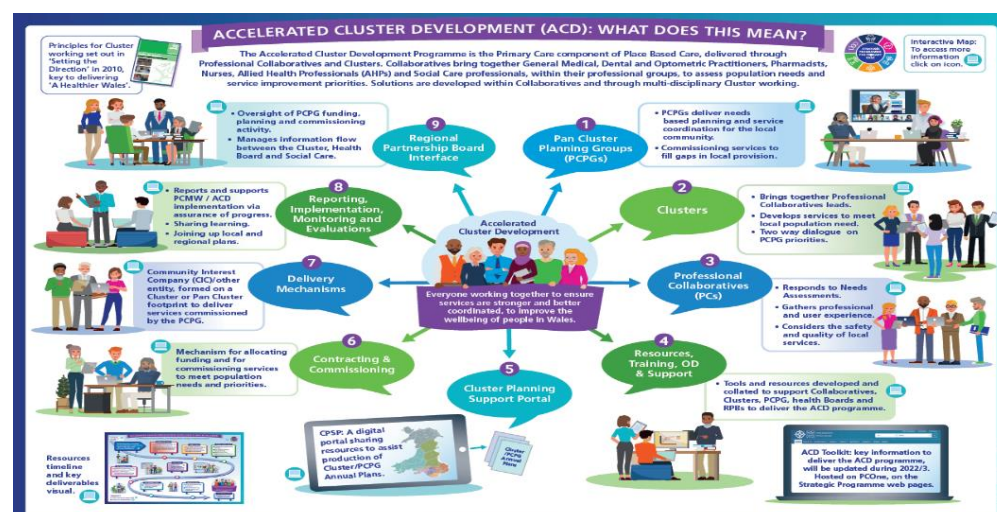 ACCELERATED CLUSTER DEVELOPMENT (ACD): WHAT DOES THIS MEAN?
Principles for Cluster
working set out in
'Setting the
Direction' in 2010,
key to delivering
'A Healthier Wales'.
The Accelerated Cluster Development Programme is the Primary Care component of Place Based Care, delivered through
Professional Collaboratives and Clusters. Collaboratives bring together General Medical, Dental and Optometric Practitioners, Pharmacists,
Nurses, Allied Health Professionals (AHPs) and Social Care professionals, within their professional groups, to assess population needs and
service improvement priorities. Solutions are developed within Collaboratives and through multi-disciplinary Cluster working.
Interactive Map:
To access more
information
click on icon.
1
Pan Cluster
Planning Groups
(PCPGs)
• PCPGs deliver needs
based planning and service
coordination for the local
community.
• Commissioning services to
fill gaps in local provision.
2
Clusters
• Brings together Professional
Collaboratives leads.
• Develops services to meet
local population need.
• Two way dialogue on
PCPG priorities.
3
Professional
Collaboratives
(PCs)
• Responds to Needs
Assessments.
• Gathers professional
and user experience.
• Considers the safety
and quality of local
services.
4
Resources,
Training, OD
& Support
• Tools and resources developed and
collated to support Collaboratives,
Clusters, PCPG, health Boards and
RPBs to deliver the ACD programme.
5
Cluster Planning
Support Portal
CPSP: A digital
portal sharing
resources to assist
production of
Cluster/PCPG
Annual Plans.
Cluster
/PCPG
Annual
6
Contracting &
Commissioning
Mechanism for allocating
funding and for
commissioning services
to meet population
needs and priorities.
7
Delivery
Mechanisms
Community Interest
Company (CIC)/other
entity, formed on a
Cluster or Pan Cluster
footprint to deliver
services commissioned
by the PCPG.
8
Reporting,
Implementation,
Monitoring and
Evaluations
• Reports and supports
PCMW / ACD
implementation via
assurance of progress.
• Sharing learning.
• Joining up local and
regional plans.
9
Regional
Partnership Board
Interface
• Oversight of PCPG funding,
planning and commissioning
activity.
• Manages information flow
between the Cluster, Health
Board and Social Care.
Accelerated
Cluster Development
Everyone working together to ensure
services are stronger and better
coordinated, to improve the
wellbeing of people in Wales.
Resources
timeline
and key
deliverables
visual.
ACD Toolkit: key information to
deliver the ACD programme,
will be updated during 2022/3.
Hosted on PCOne, on the
Strategic Programme web pages.